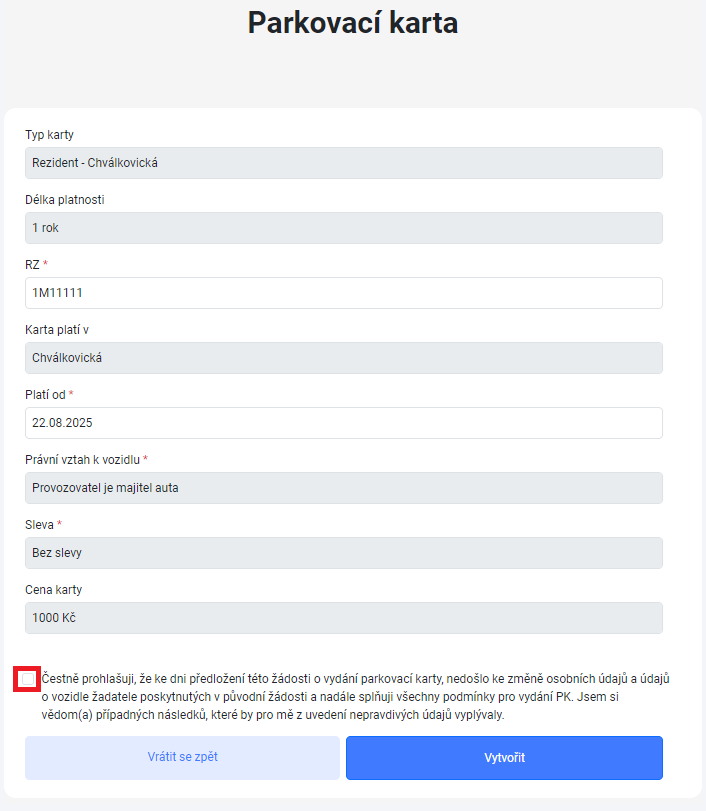 Parkovací karta
Typ karty
Rezident - Chválkovická
Délka platnosti
1 rok
RZ *
1M11111
Karta platí v
Chválkovická
Platí od *
22.08.2025
Právní vztah k vozidlu *
Provozovatel je majitel auta
Sleva *
Bez slevy
Cena karty
1000 Kč
Čestně prohlašuji, že ke dni předložení této žádosti o vydání parkovací karty, nedošlo ke změně osobních údajů a údajů
o vozidle žadatele poskytnutých v původní žádosti a nadále splňuji všechny podmínky pro vydání PK. Jsem si
vědom(a) případných následků, které by pro mě z uvedení nepravdivých údajů vyplývaly.
Vrátit se zpět
Vytvořit